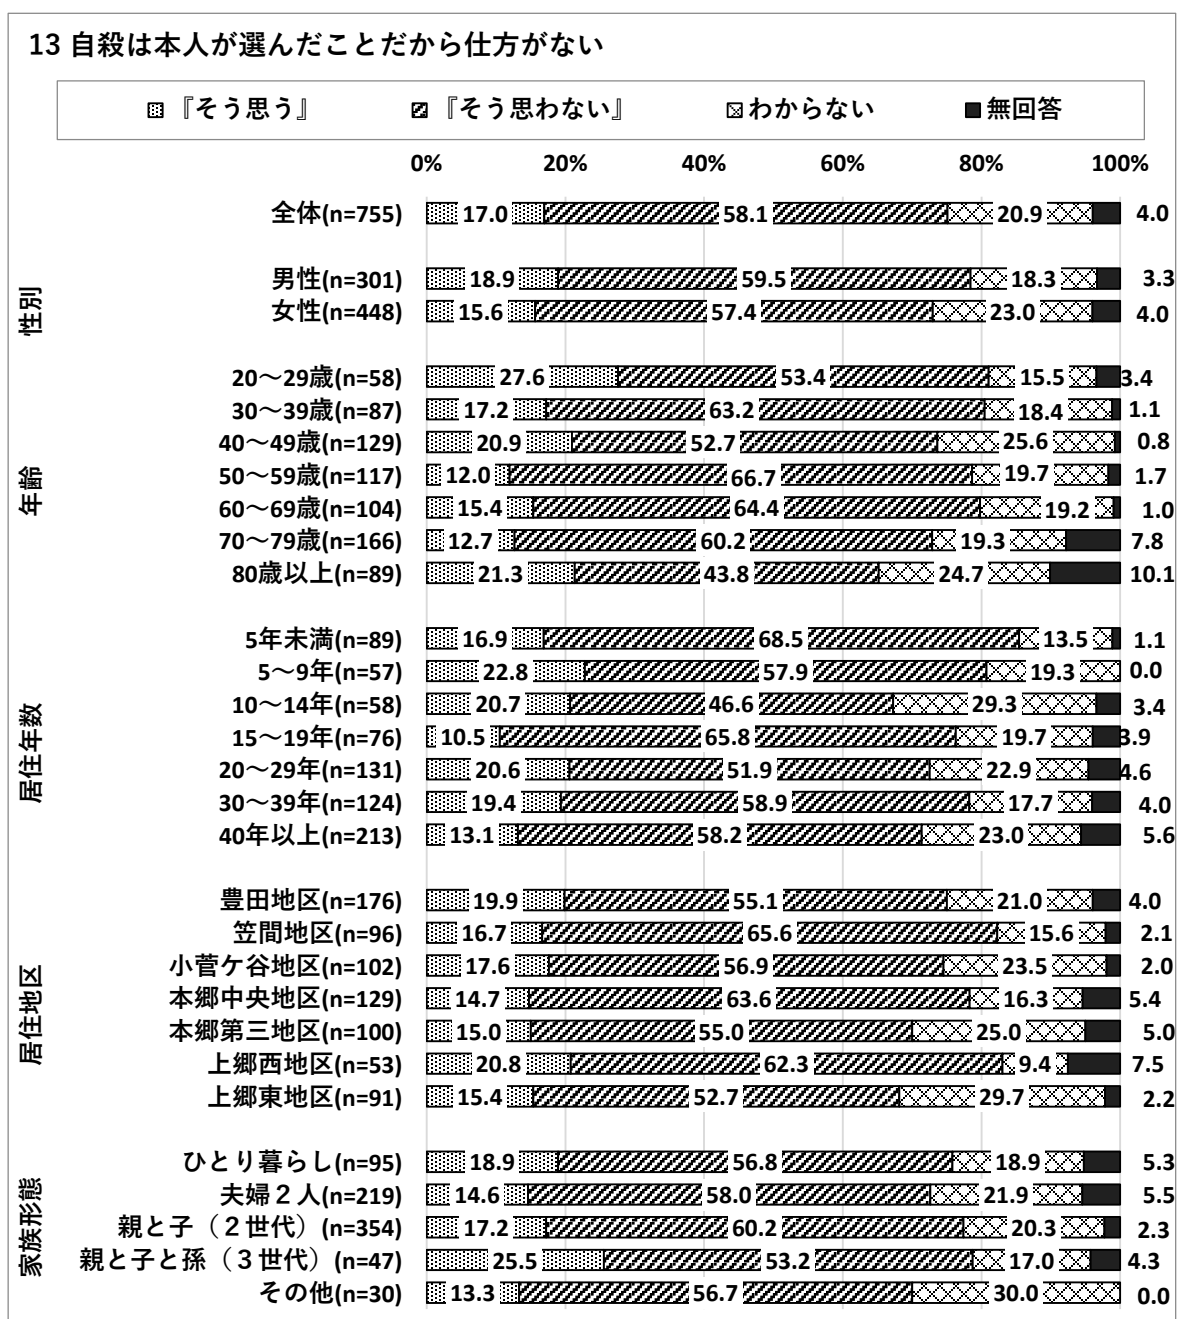 13 自殺は本人が選んだことだから仕方がない
『そう思う』 『そう思わない』 わからない 無回答
0% 20% 40% 60% 80% 100%
全体(n=755) 17.0 58.1 20.9 4.0
性別
男性(n=301) 18.9 59.5 18.3 3.3
女性(n=448) 15.6 57.4 23.0 4.0
年齢
20～29歳(n=58) 27.6 53.4 15.5 3.4
30～39歳(n=87) 17.2 63.2 18.4 1.1
40～49歳(n=129) 20.9 52.7 25.6 0.8
50～59歳(n=117) 12.0 66.7 19.7 1.7
60～69歳(n=104) 15.4 64.4 19.2 1.0
70～79歳(n=166) 12.7 60.2 19.3 7.8
80歳以上(n=89) 21.3 43.8 24.7 10.1
居住年数
5年未満(n=89) 16.9 68.5 13.5 1.1
5～9年(n=57) 22.8 57.9 19.3 0.0
10～14年(n=58) 20.7 46.6 29.3 3.4
15～19年(n=76) 10.5 65.8 19.7 3.9
20～29年(n=131) 20.6 51.9 22.9 4.6
30～39年(n=124) 19.4 58.9 17.7 4.0
40年以上(n=213) 13.1 58.2 23.0 5.6
居住地区
豊田地区(n=176) 19.9 55.1 21.0 4.0
笠間地区(n=96) 16.7 65.6 15.6 2.1
小菅ケ谷地区(n=102) 17.6 56.9 23.5 2.0
本郷中央地区(n=129) 14.7 63.6 16.3 5.4
本郷第三地区(n=100) 15.0 55.0 25.0 5.0
上郷西地区(n=53) 20.8 62.3 9.4 7.5
上郷東地区(n=91) 15.4 52.7 29.7 2.2
家族形態
ひとり暮らし(n=95) 18.9 56.8 18.9 5.3
夫婦２人(n=219) 14.6 58.0 21.9 5.5
親と子（２世代）(n=354) 17.2 60.2 20.3 2.3
親と子と孫（３世代）(n=47) 25.5 53.2 17.0 4.3
その他(n=30) 13.3 56.7 30.0 0.0